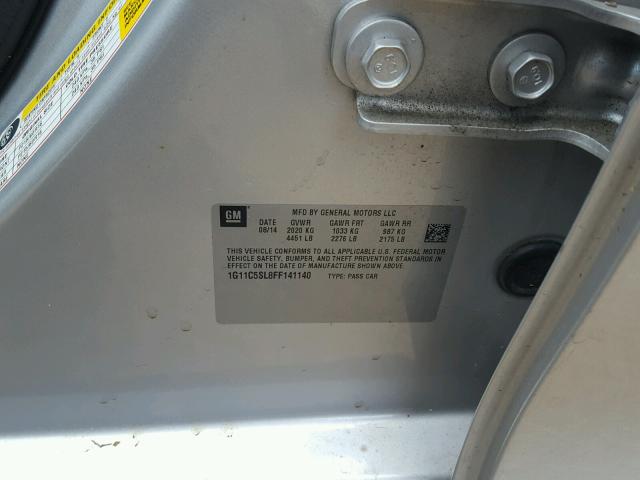 GM
MFD BY GENERAL MOTORS LLC
DATE GVWR GAWR FRT GAWR RR
08/14 2020 KG 1033 KG 987 KG
4451 LB 2276 LB 2175 LB
THIS VEHICLE CONFORMS TO ALL APPLICABLE U.S. FEDERAL MOTOR
VEHICLE SAFETY, BUMPER, AND THEFT PREVENTION STANDARDS
IN EFFECT ON THE DATE OF MANUFACTURE SHOWN ABOVE.
1G11C5SL8FF141140 TYPE: PASS CAR